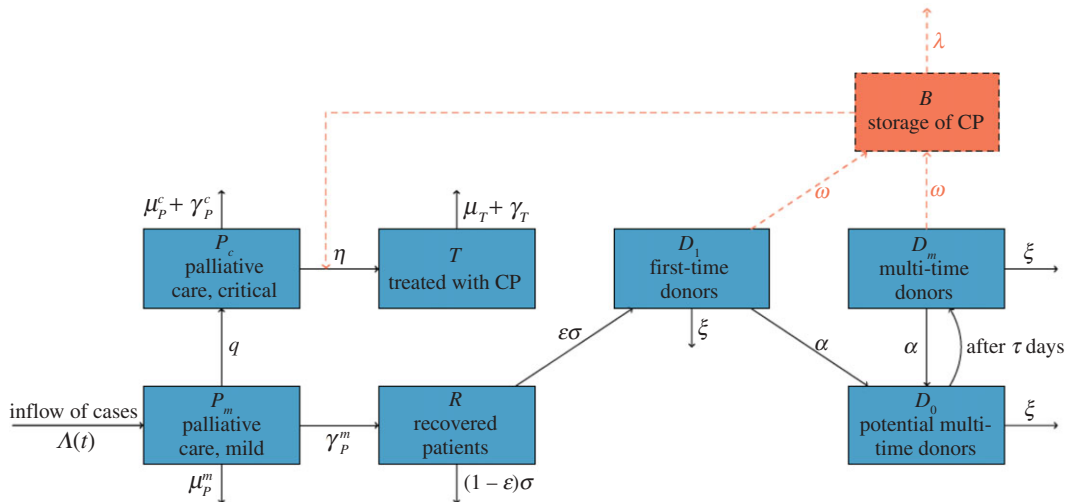 λ
B
storage of CP
ω
ω
μ_P^c + γ_P^c
μ_T + γ_T
P_c
palliative
care, critical
η
T
treated with CP
D_1
first-time
donors
D_m
multi-time
donors
ξ
q
εσ
ξ
α
α
after τ days
inflow of cases
Λ(t)
P_m
palliative
care, mild
γ_P^m
R
recovered
patients
D_0
potential multi-
time donors
ξ
μ_P^m
(1 – ε)σ